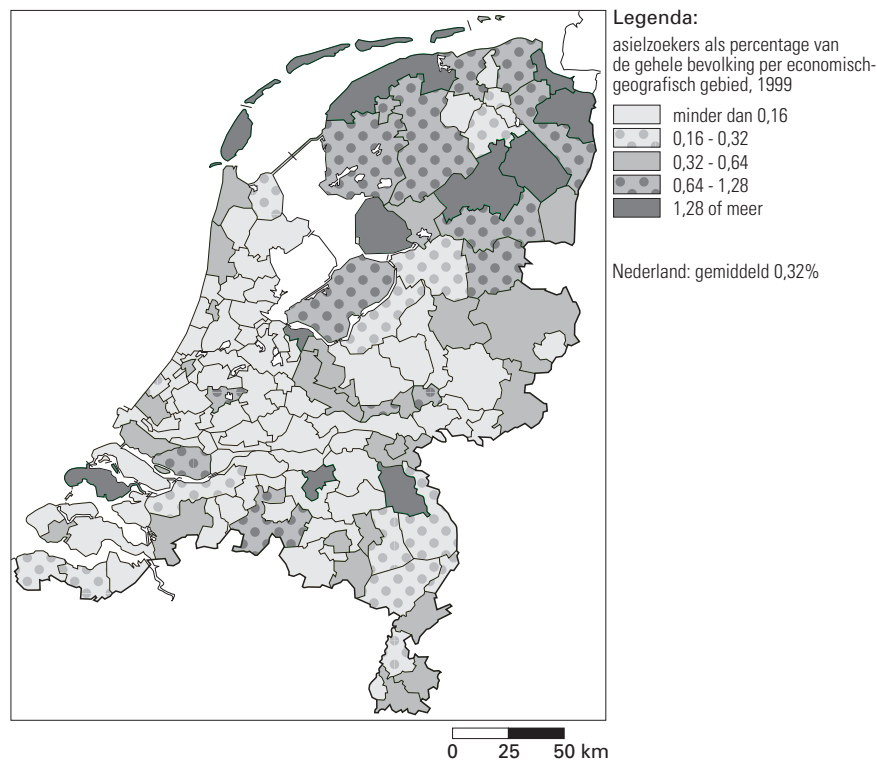 Legenda:
asielzoekers als percentage van
de gehele bevolking per economisch-
geografisch gebied, 1999
minder dan 0,16
0,16 - 0,32
0,32 - 0,64
0,64 - 1,28
1,28 of meer
Nederland: gemiddeld 0,32%
0 25 50 km